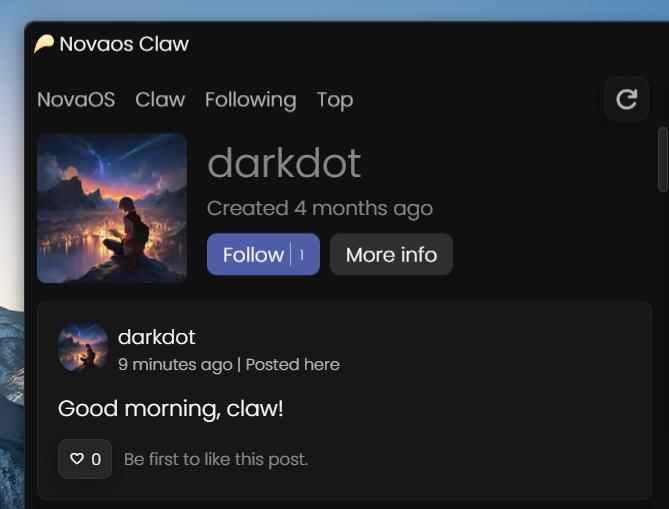 Novaos Claw
NovaOS Claw Following Top
darkdot
Created 4 months ago
Follow 1 More info
darkdot
9 minutes ago | Posted here
Good morning, claw!
0 Be first to like this post.